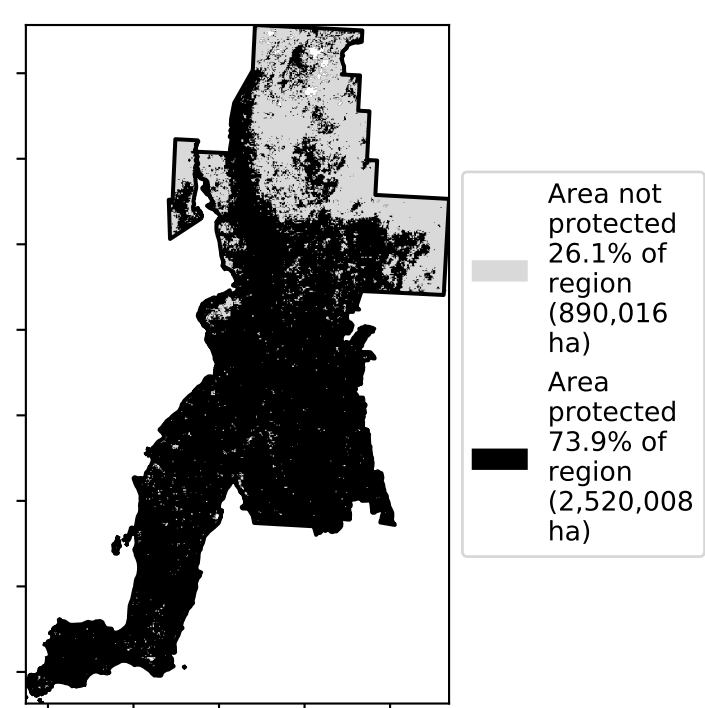 Area not
protected
26.1% of
region
(890,016
ha)
Area
protected
73.9% of
region
(2,520,008
ha)